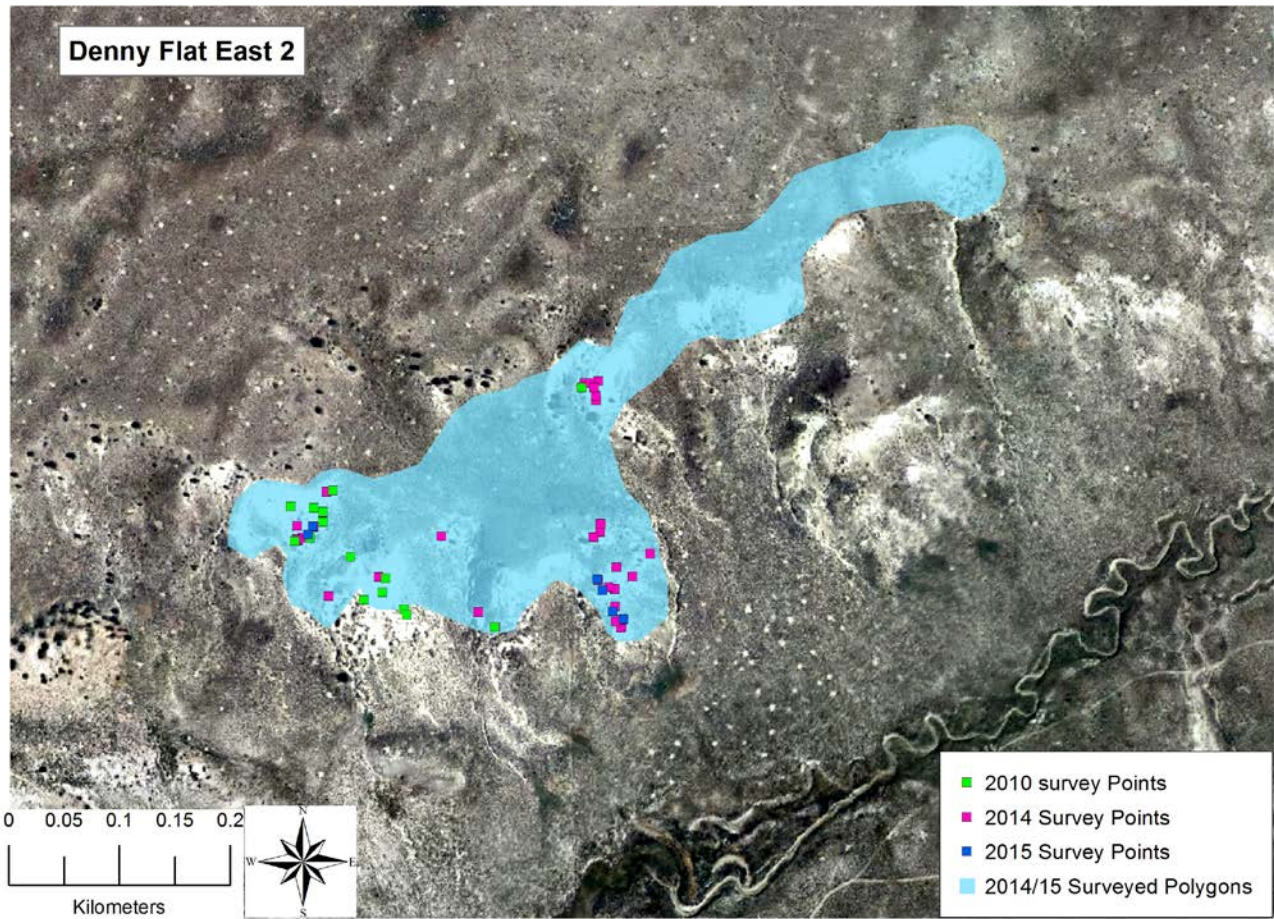 Denny Flat East 2
0 0.05 0.1 0.15 0.2
Kilometers
N
W E
S
2010 survey Points
2014 Survey Points
2015 Survey Points
2014/15 Surveyed Polygons